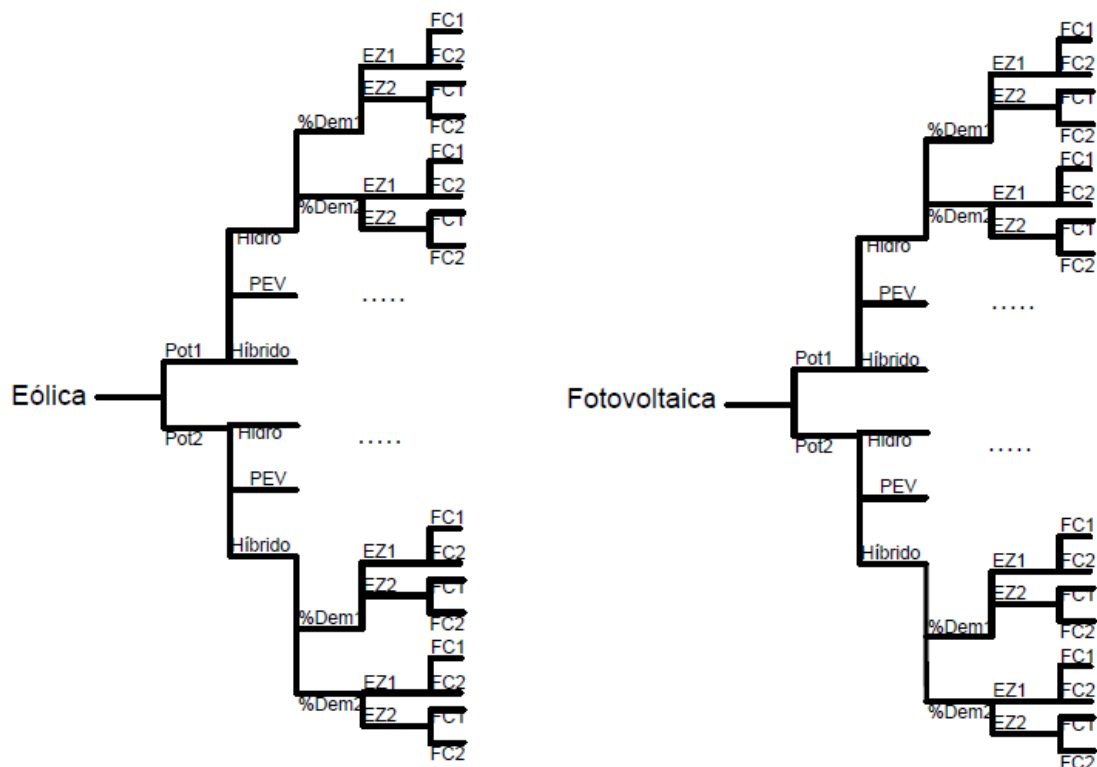 Eólica
Pot1
Hidro
%Dem1
EZ1
FC1
FC2
EZ2
FC1
FC2
%Dem2
EZ1
FC1
FC2
EZ2
FC1
FC2
PEV
.....
Híbrido
Pot2
Hidro
.....
PEV
Híbrido
%Dem1
EZ1
FC1
FC2
EZ2
FC1
FC2
%Dem2
EZ1
FC1
FC2
EZ2
FC1
FC2
Fotovoltaica
Pot1
Hidro
%Dem1
EZ1
FC1
FC2
EZ2
FC1
FC2
%Dem2
EZ1
FC1
FC2
EZ2
FC1
FC2
PEV
.....
Híbrido
Pot2
Hidro
.....
PEV
Híbrido
%Dem1
EZ1
FC1
FC2
EZ2
FC1
FC2
%Dem2
EZ1
FC1
FC2
EZ2
FC1
FC2